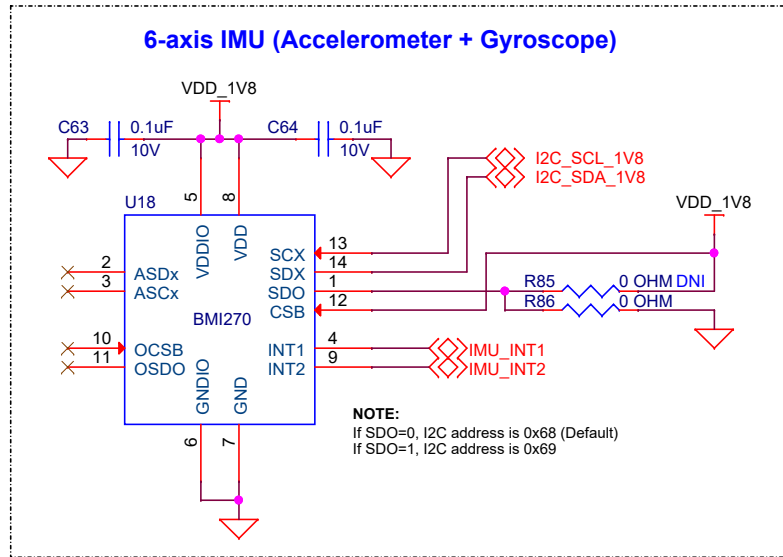 6-axis IMU (Accelerometer + Gyroscope)
VDD_1V8
C63
0.1uF
10V
C64
0.1uF
10V
I2C_SCL_1V8
I2C_SDA_1V8
VDD_1V8
U18
5
8
VDDIO
VDD
2
ASDx
3
ASCx
10
OCSB
11
OSDO
BMI270
SCX
13
SDX
14
SDO
1
CSB
12
INT1
4
INT2
9
R85
0 OHM DNI
R86
0 OHM
IMU_INT1
IMU_INT2
GNDIO
GND
6
7
NOTE:
If SDO=0, I2C address is 0x68 (Default)
If SDO=1, I2C address is 0x69